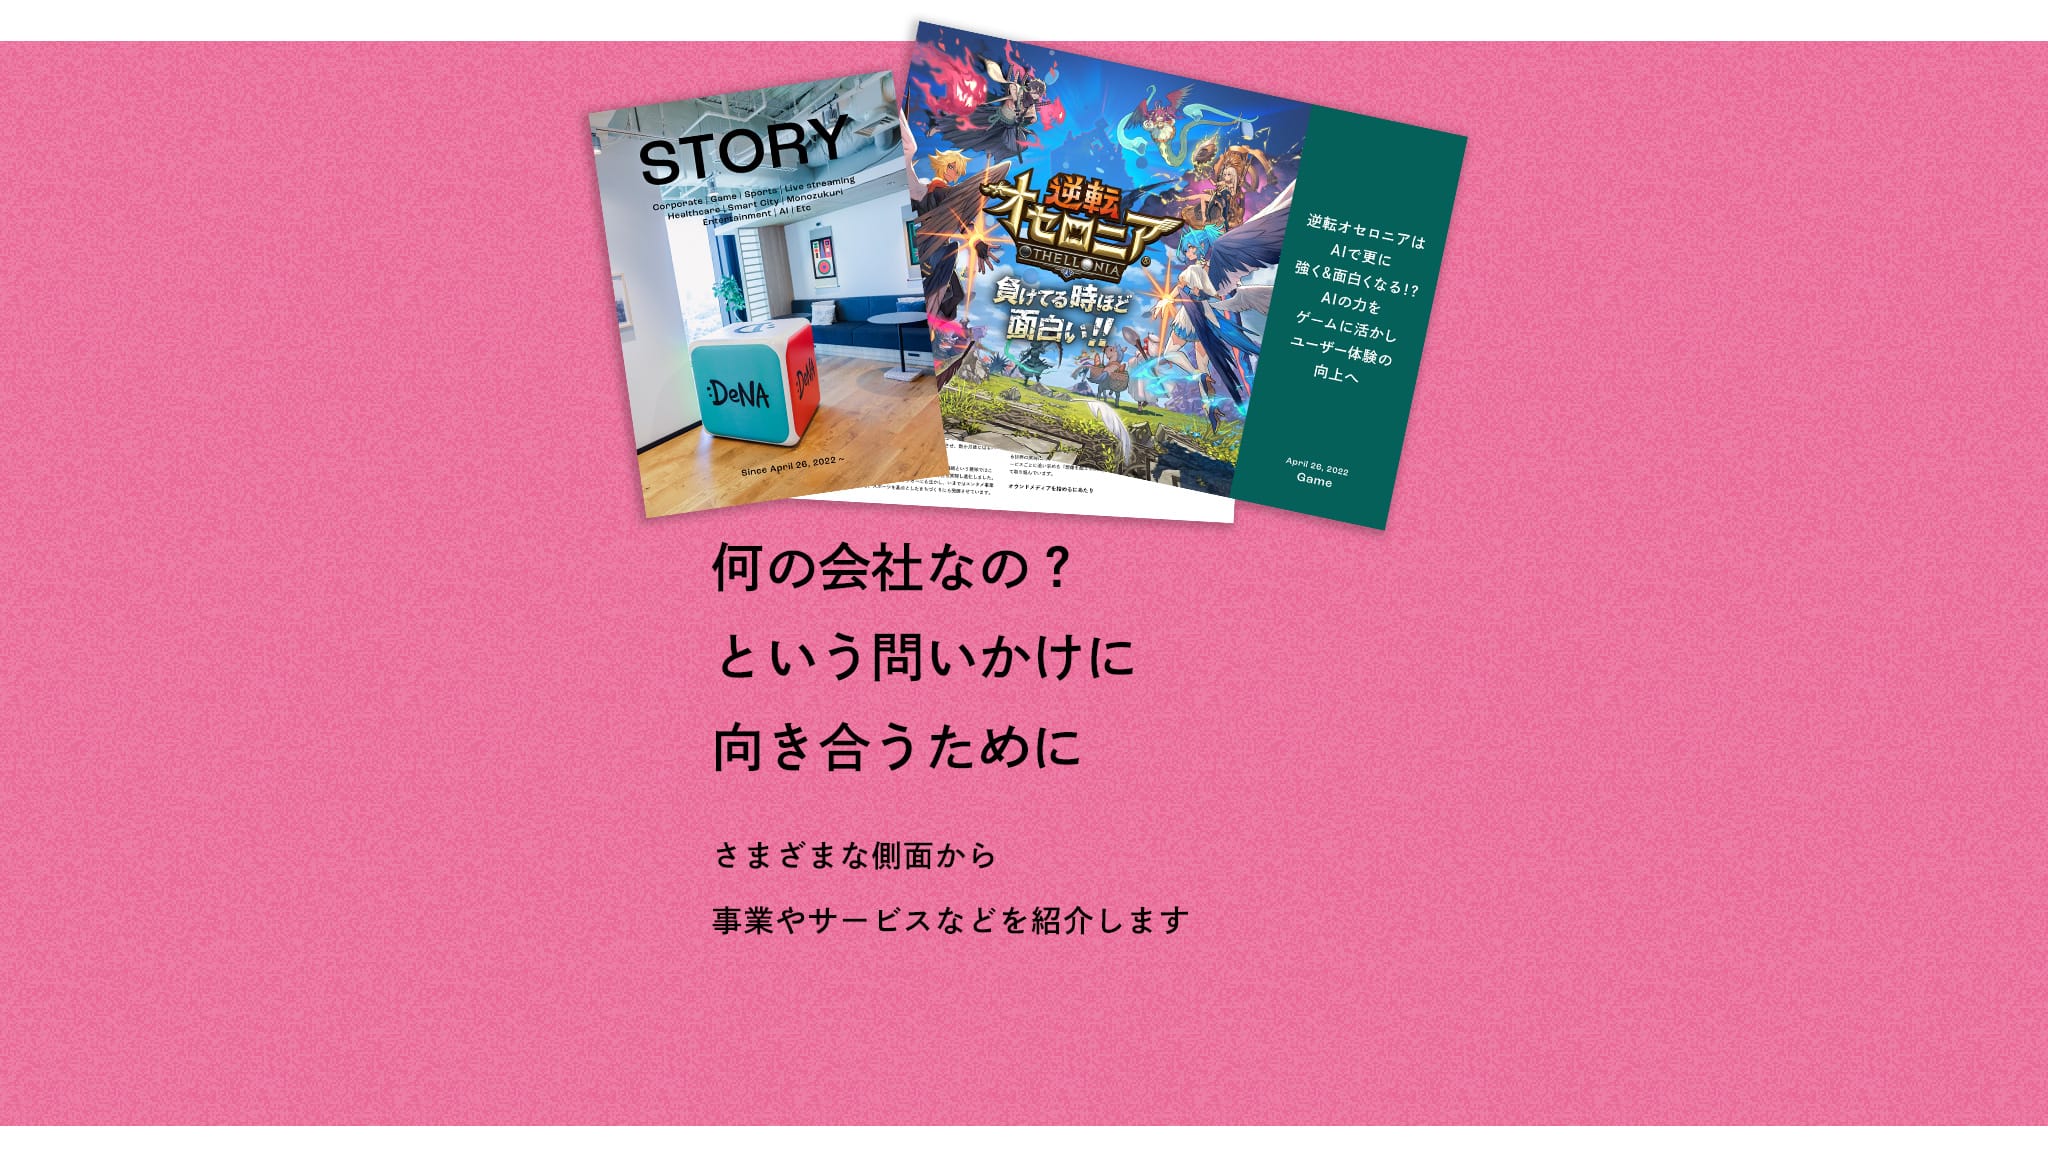 STORY
Corporate | Game | Sports | Live streaming
Healthcare | Smart City | Monozukuri
Entertainment | AI | Etc
:DeNA
:DeNA
Since April 26, 2022 ~
逆転
オセロニア
OTHELLONIA
負けてる時ほど
面白い!!
逆転オセロニアは
AIで更に
強く&面白くなる!?
AIの力を
ゲームに活かし
ユーザー体験の
向上へ
April 26, 2022
Game
オウンドメディアを始めるにあたり
何の会社なの？
という問いかけに
向き合うために
さまざまな側面から
事業やサービスなどを紹介します